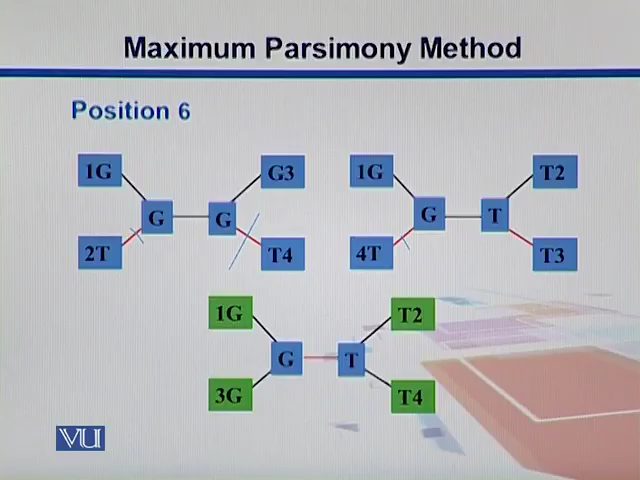 Maximum Parsimony Method
Position 6
1G
G3
G
G
2T
T4
1G
T2
G
T
4T
T3
1G
T2
G
T
3G
T4
VU